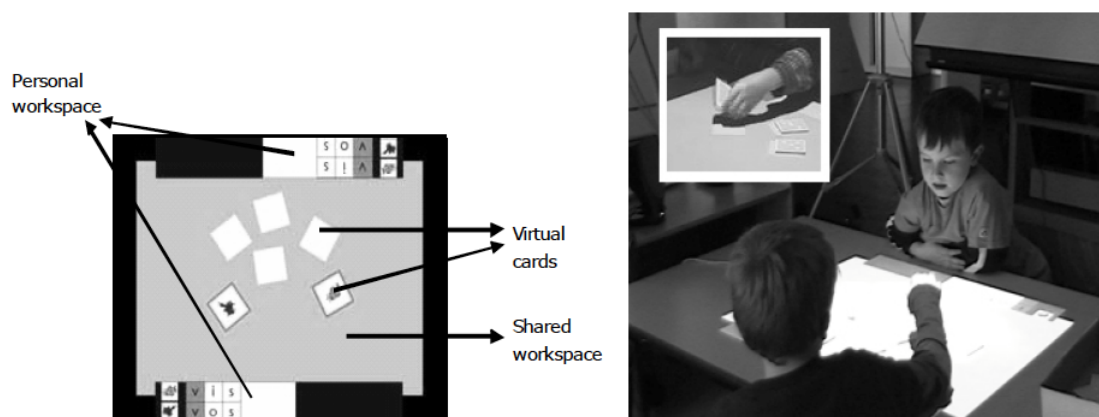 Personal
workspace
v i s
v o s
Virtual
cards
Shared
workspace
v i s
v o s